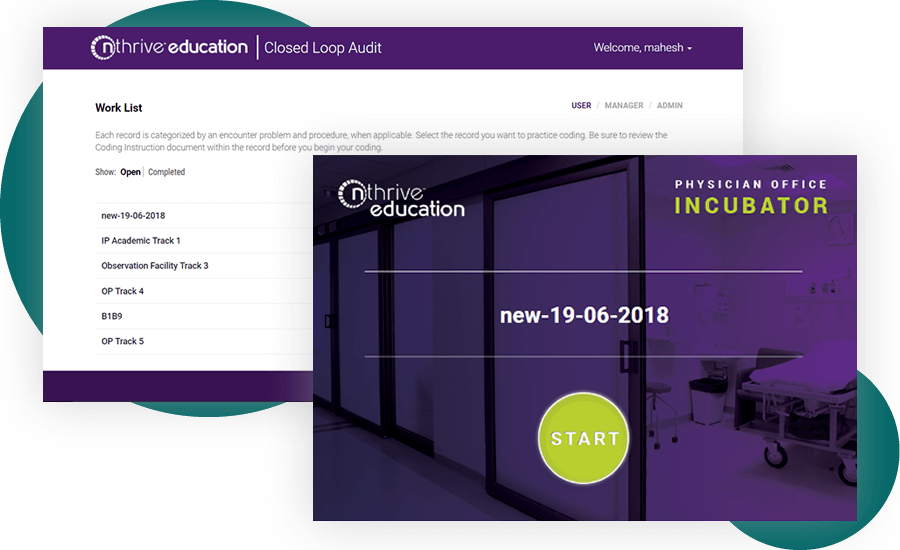 nthrive education | Closed Loop Audit
Welcome, mahesh
Work List
USER / MANAGER / ADMIN
Each record is categorized by an encounter problem and procedure, when applicable. Select the record you want to practice coding. Be sure to review the
Coding Instruction document within the record before you begin your coding.
Show: Open | Completed
new-19-06-2018
IP Academic Track 1
Observation Facility Track 3
OP Track 4
B1B9
OP Track 5
nthrive™
education
PHYSICIAN OFFICE
INCUBATOR
new-19-06-2018
START